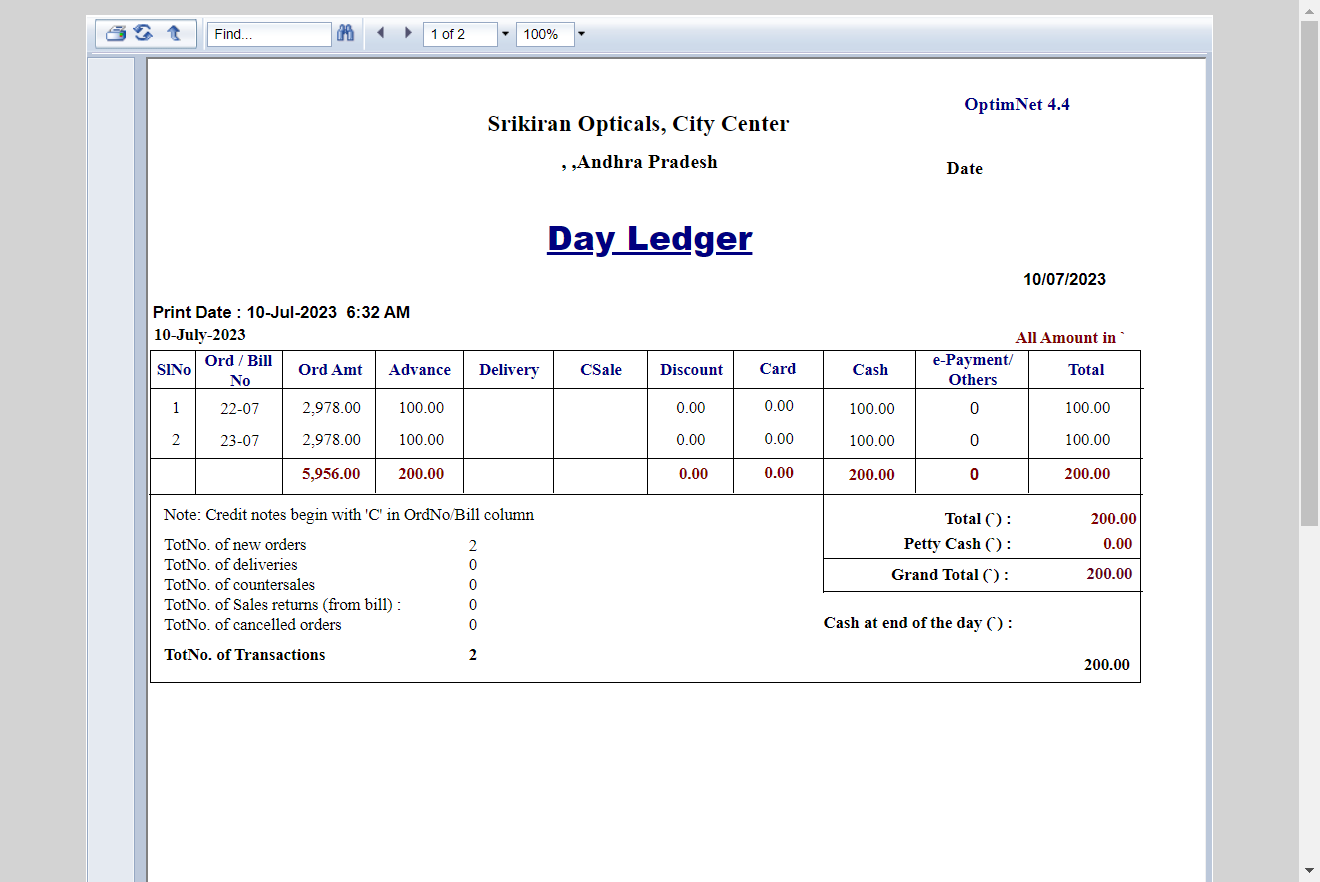 Find...
1 of 2
100%
OptimNet 4.4
Srikiran Opticals, City Center
, ,Andhra Pradesh
Date
Day Ledger
10/07/2023
Print Date : 10-Jul-2023 6:32 AM
10-July-2023
All Amount in `
SlNo Ord / Bill No Ord Amt Advance Delivery CSale Discount Card Cash e-Payment/ Others Total
1 22-07 2,978.00 100.00 0.00 0.00 100.00 0 100.00
2 23-07 2,978.00 100.00 0.00 0.00 100.00 0 100.00
5,956.00 200.00 0.00 0.00 200.00 0 200.00
Note: Credit notes begin with 'C' in OrdNo/Bill column
Total (`) : 200.00
TotNo. of new orders 2
Petty Cash (`) : 0.00
TotNo. of deliveries 0
Grand Total (`) : 200.00
TotNo. of countersales 0
TotNo. of Sales returns (from bill) : 0
TotNo. of cancelled orders 0
Cash at end of the day (`) :
TotNo. of Transactions 2
200.00